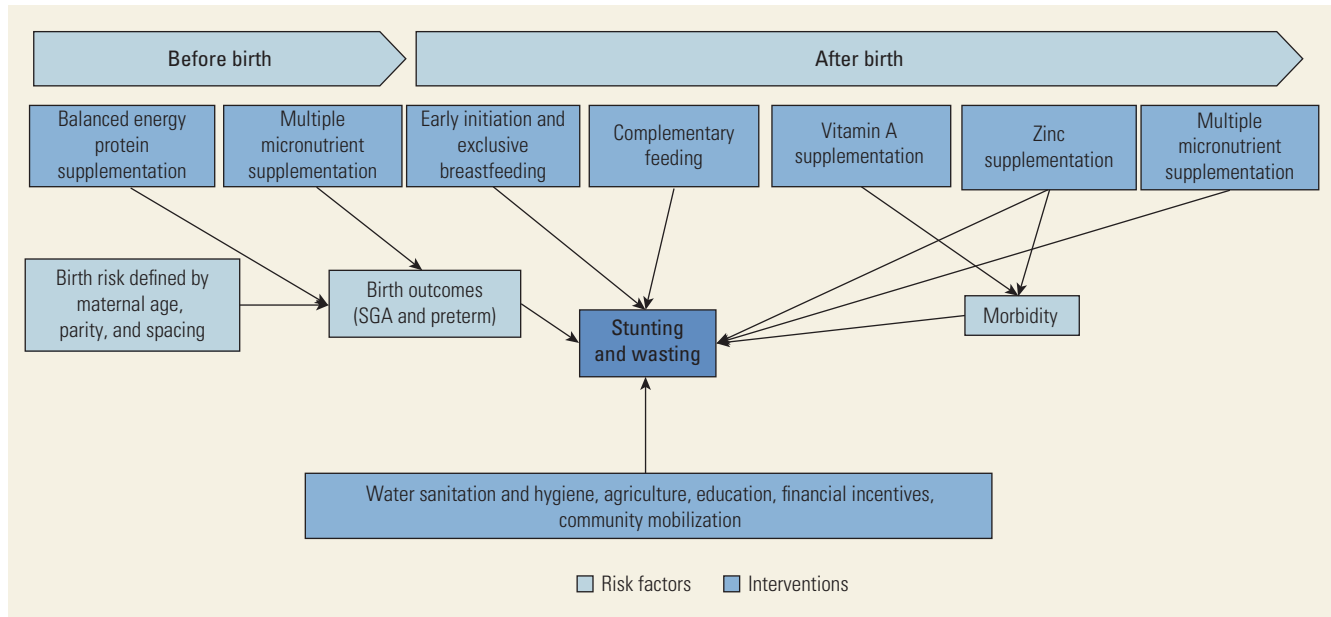 Before birth
After birth
Balanced energy
protein
supplementation
Multiple
micronutrient
supplementation
Early initiation and
exclusive
breastfeeding
Complementary
feeding
Vitamin A
supplementation
Zinc
supplementation
Multiple
micronutrient
supplementation
Birth risk defined by
maternal age,
parity, and spacing
Birth outcomes
(SGA and preterm)
Stunting
and wasting
Morbidity
Water sanitation and hygiene, agriculture, education, financial incentives,
community mobilization
Risk factors
Interventions